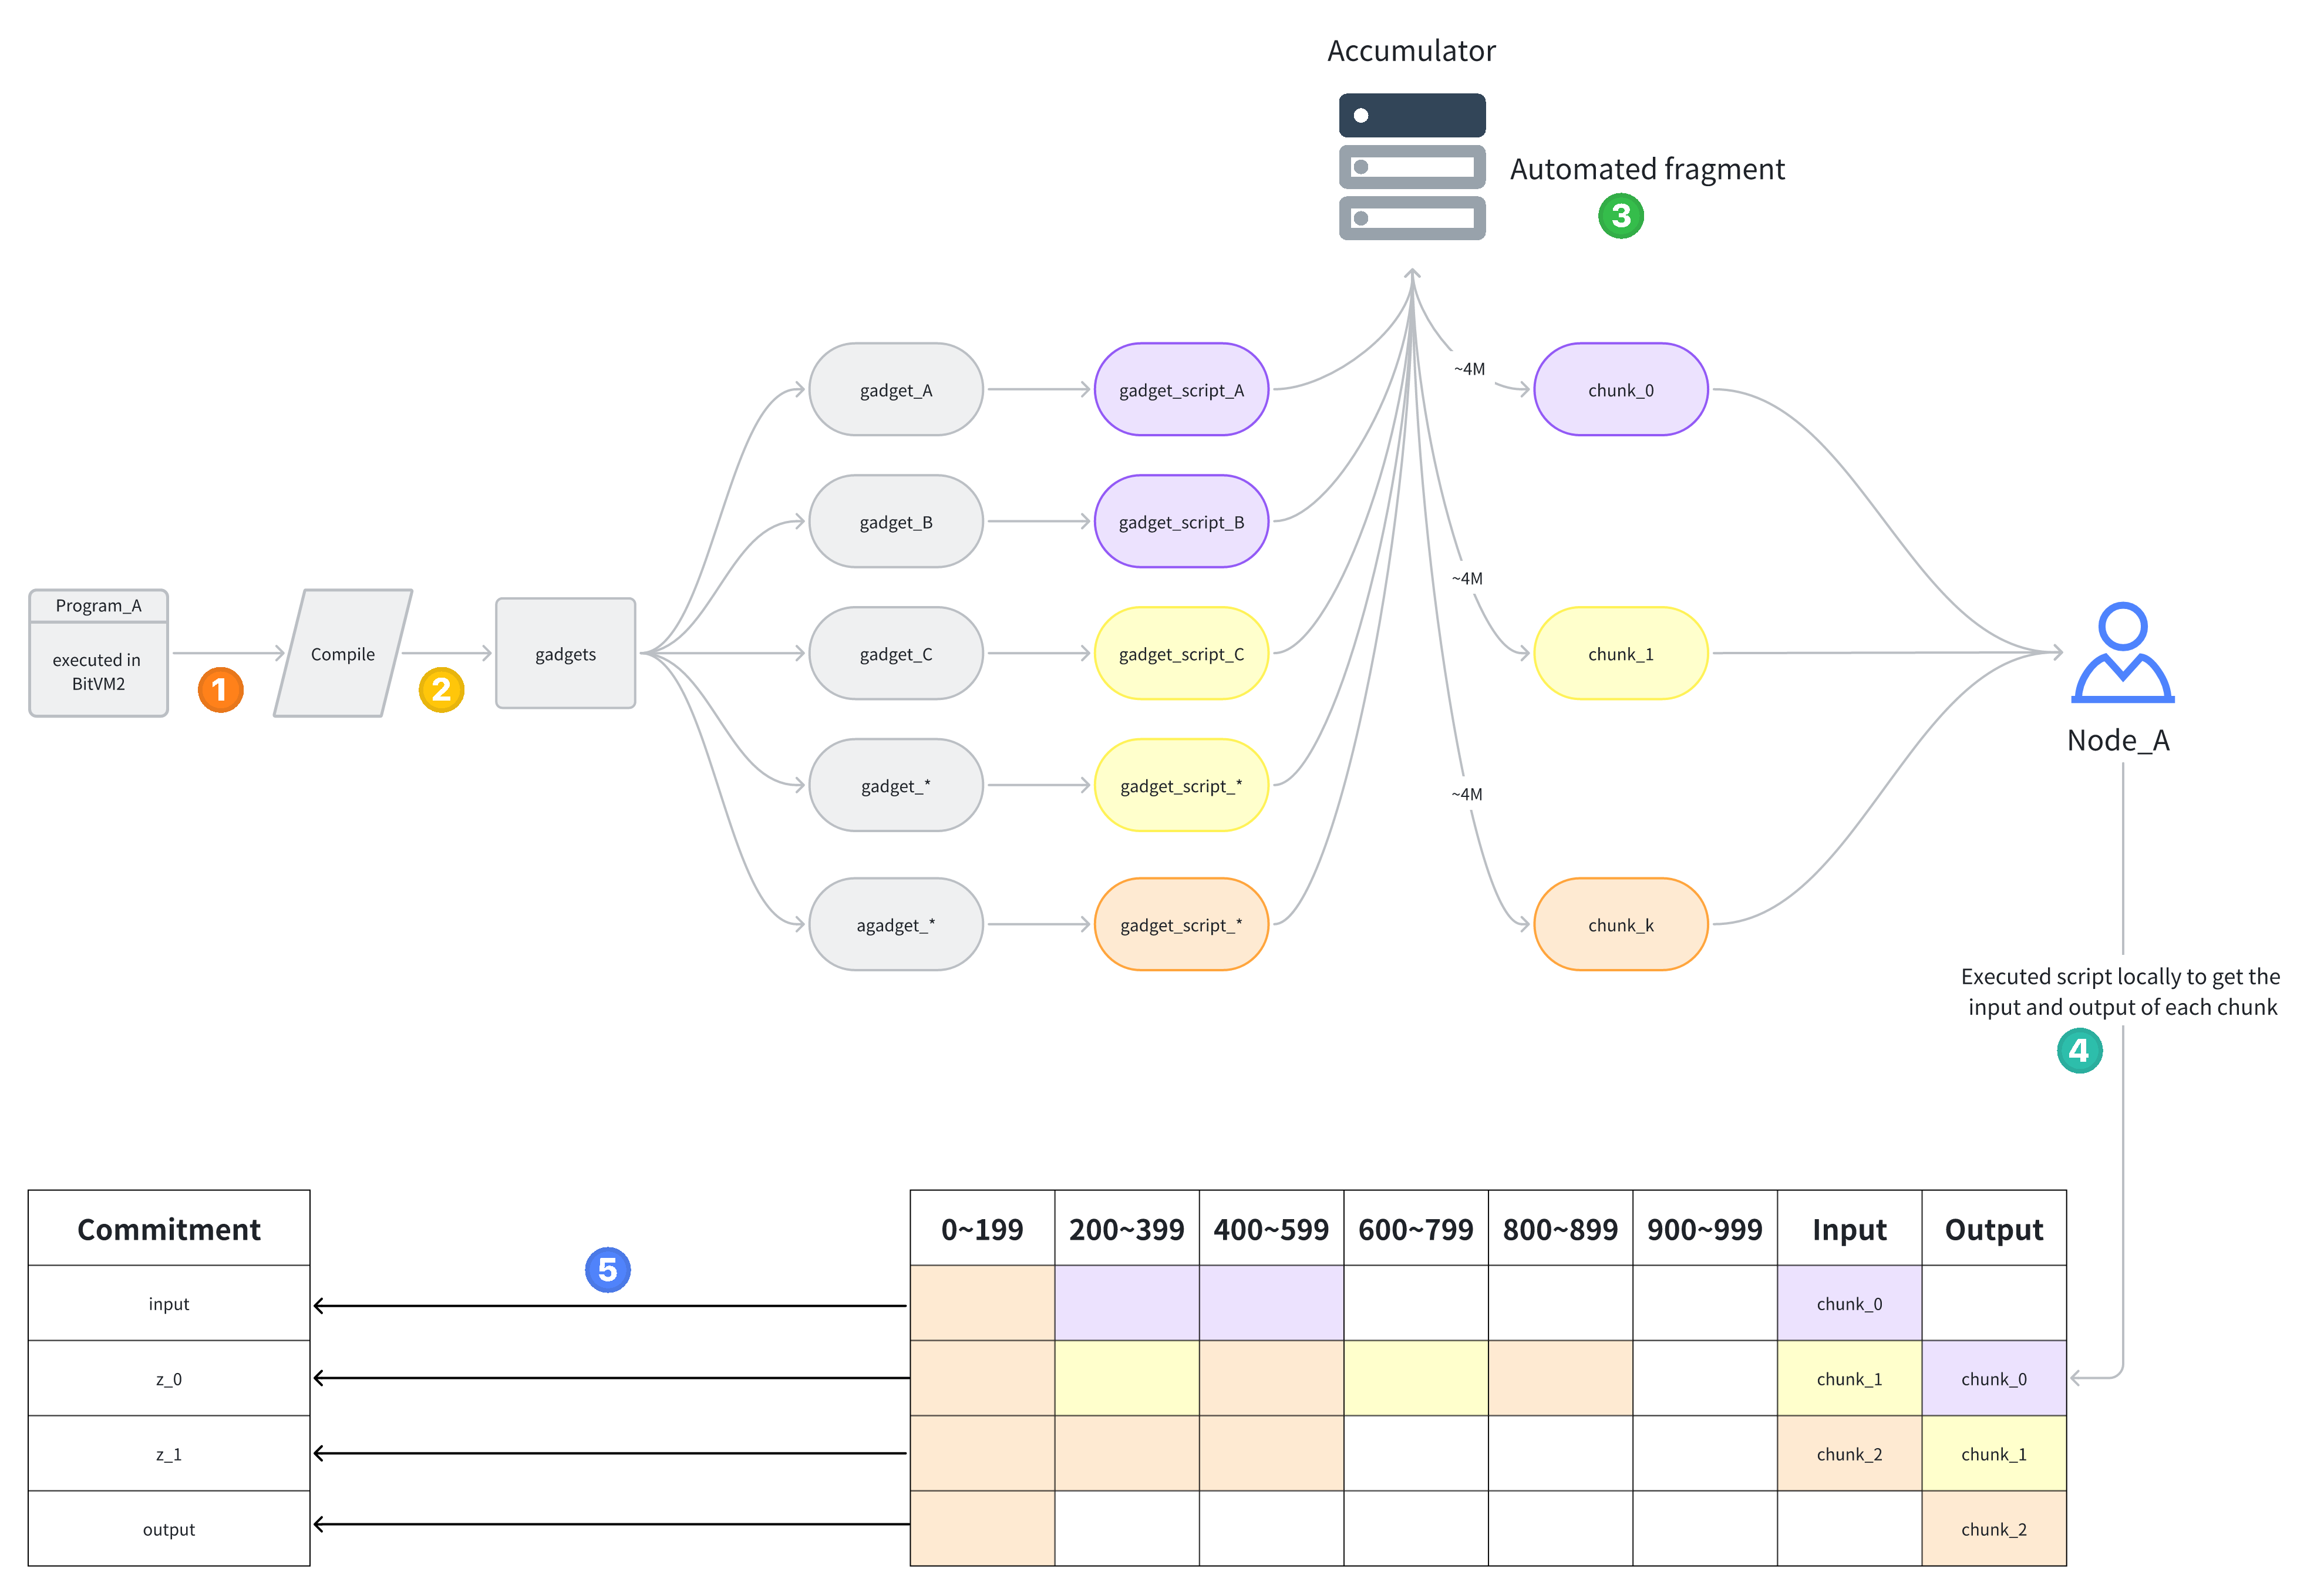 Accumulator
Automated fragment
3
gadget_A
gadget_script_A
~4M
chunk_0
gadget_B
gadget_script_B
~4M
Program_A
executed in
BitVM2
1
Compile
2
gadgets
gadget_C
gadget_script_C
chunk_1
Node_A
gadget_*
gadget_script_*
~4M
agadget_*
gadget_script_*
chunk_k
Executed script locally to get the
input and output of each chunk
4
Commitment
input
z_0
z_1
output
5
0~199 200~399 400~599 600~799 800~899 900~999 Input Output
chunk_0
chunk_1 chunk_0
chunk_2 chunk_1
chunk_2